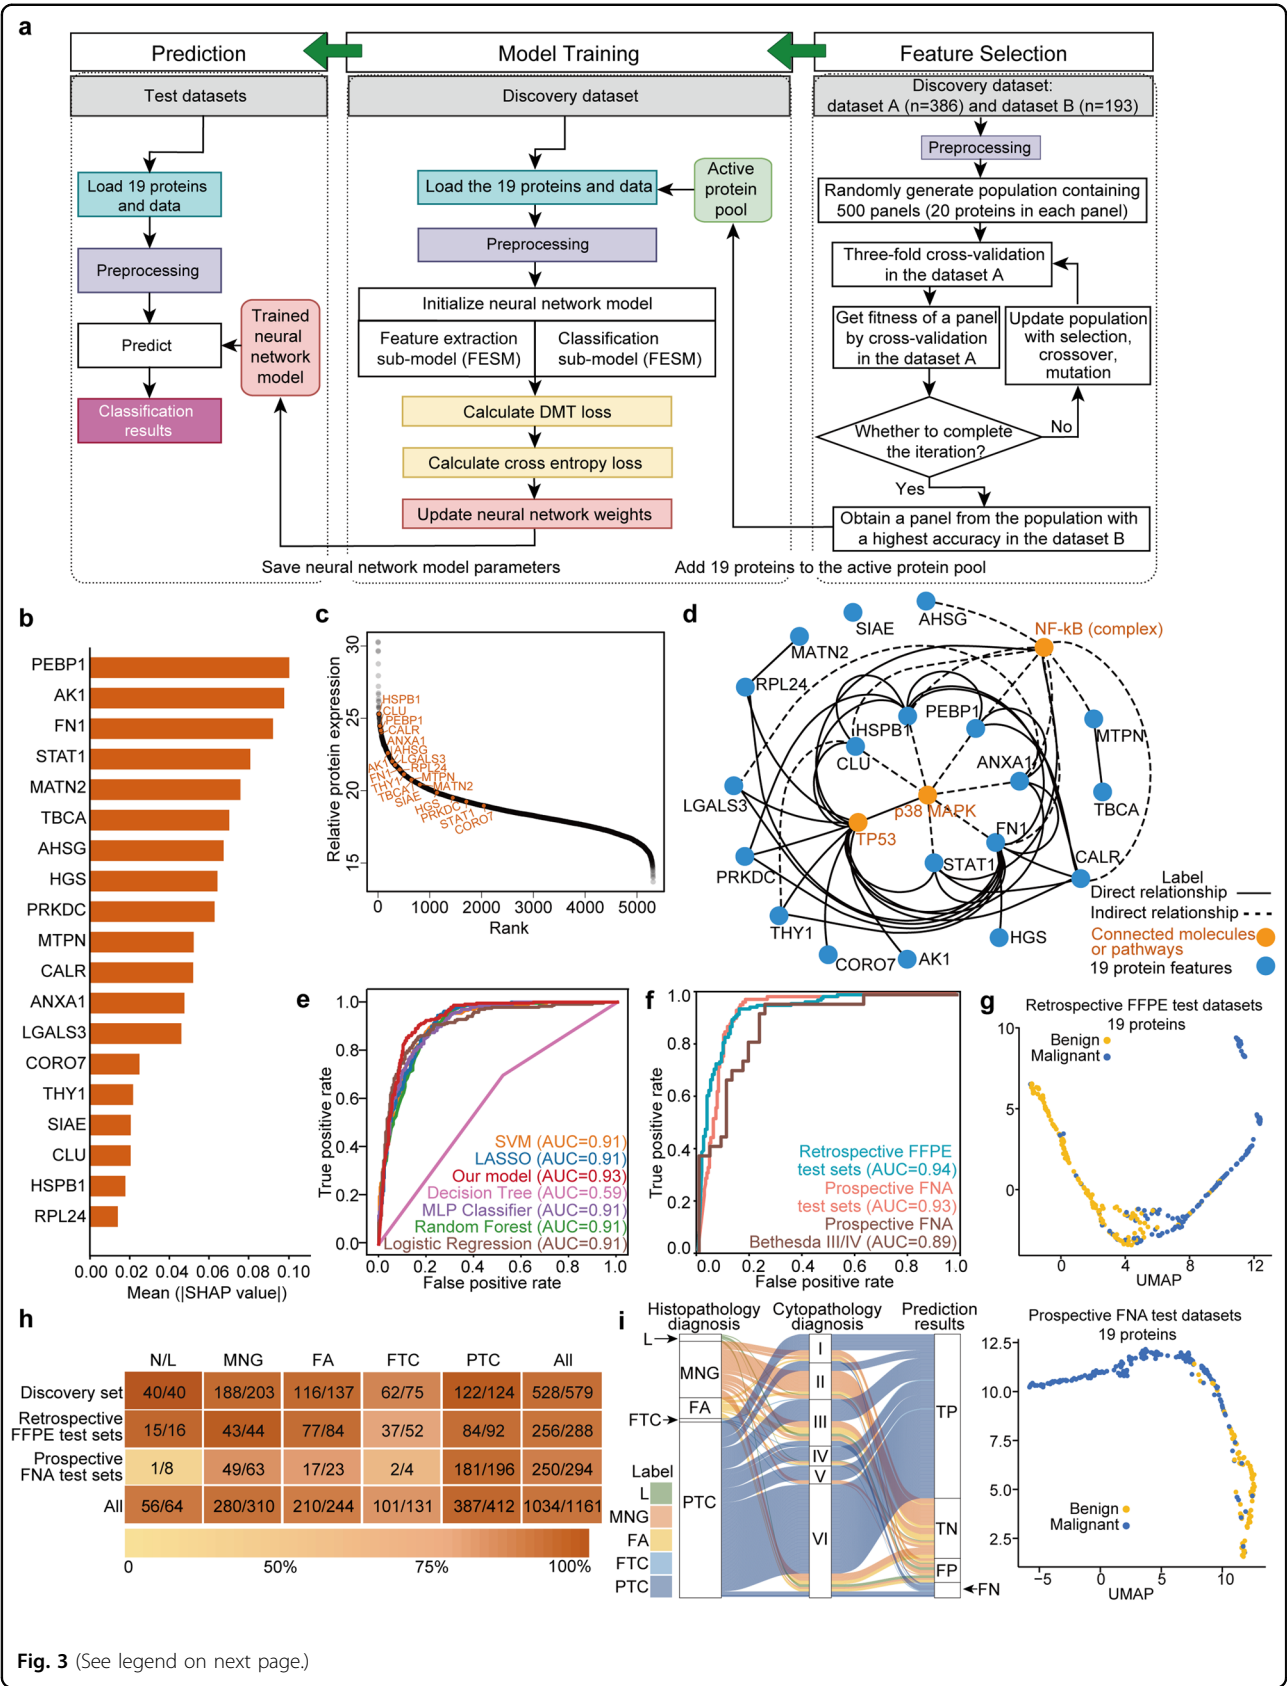 a
Prediction
Model Training
Feature Selection
Test datasets
Discovery dataset
Discovery dataset:
dataset A (n=386) and dataset B (n=193)
Load 19 proteins
and data
Preprocessing
Predict
Classification
results
Trained
neural
network
model
Load the 19 proteins and data
Active
protein
pool
Preprocessing
Initialize neural network model
Feature extraction
sub-model (FESM)
Classification
sub-model (FESM)
Calculate DMT loss
Calculate cross entropy loss
Update neural network weights
Preprocessing
Randomly generate population containing
500 panels (20 proteins in each panel)
Three-fold cross-validation
in the dataset A
Get fitness of a panel
by cross-validation
in the dataset A
Update population
with selection,
crossover,
mutation
Whether to complete
the iteration?
No
Yes
Obtain a panel from the population with
a highest accuracy in the dataset B
Save neural network model parameters
Add 19 proteins to the active protein pool
b
PEBP1
AK1
FN1
STAT1
MATN2
TBCA
AHSG
HGS
PRKDC
MTPN
CALR
ANXA1
LGALS3
CORO7
THY1
SIAE
CLU
HSPB1
RPL24
0.00 0.02 0.04 0.06 0.08 0.10
Mean (|SHAP value|)
c
Relative protein expression
30
25
20
15
HSPB1
CLU
PEBP1
CALR
ANXA1
AHSG
LGALS3
AK1
RPL24
FN1
MTPN
THY1
MATN2
TBCA
SIAE
HGS
PRKDC
STAT1
CORO7
0 1000 2000 3000 4000 5000
Rank
d
AHSG
SIAE
NF-kB (complex)
MATN2
RPL24
PEBP1
HSPB1
MTPN
CLU
ANXA1
LGALS3
p38 MAPK
TBCA
TP53
FN1
STAT1
CALR
PRKDC
THY1
HGS
CORO7
AK1
Label
Direct relationship
Indirect relationship
Connected molecules
or pathways
19 protein features
e
True positive rate
1.0
0.8
0.6
0.4
0.2
0.0
SVM (AUC=0.91)
LASSO (AUC=0.91)
Our model (AUC=0.93)
Decision Tree (AUC=0.59)
MLP Classifier (AUC=0.91)
Random Forest (AUC=0.91)
Logistic Regression (AUC=0.91)
0.0 0.2 0.4 0.6 0.8 1.0
False positive rate
f
True positive rate
1.0
0.8
0.6
0.4
0.2
0.0
Retrospective FFPE
test sets (AUC=0.94)
Prospective FNA
test sets (AUC=0.93)
Prospective FNA
Bethesda III/IV (AUC=0.89)
0.0 0.2 0.4 0.6 0.8 1.0
False positive rate
g
Retrospective FFPE test datasets
19 proteins
Benign
Malignant
10
5
0
0 4 8 12
UMAP
Prospective FNA test datasets
19 proteins
12.5
10.0
7.5
5.0
2.5
Benign
Malignant
−5 0 5 10
UMAP
h
N/L MNG FA FTC PTC All
Discovery set 40/40 188/203 116/137 62/75 122/124 528/579
Retrospective
FFPE test sets 15/16 43/44 77/84 37/52 84/92 256/288
Prospective
FNA test sets 1/8 49/63 17/23 2/4 181/196 250/294
All 56/64 280/310 210/244 101/131 387/412 1034/1161
0 50% 75% 100%
i
Histopathology
diagnosis
Cytopathology
diagnosis
Prediction
results
L
MNG
FA
FTC
PTC
I
II
III
IV
V
VI
TP
TN
FP
FN
Label
L
MNG
FA
FTC
PTC
Fig. 3 (See legend on next page.)